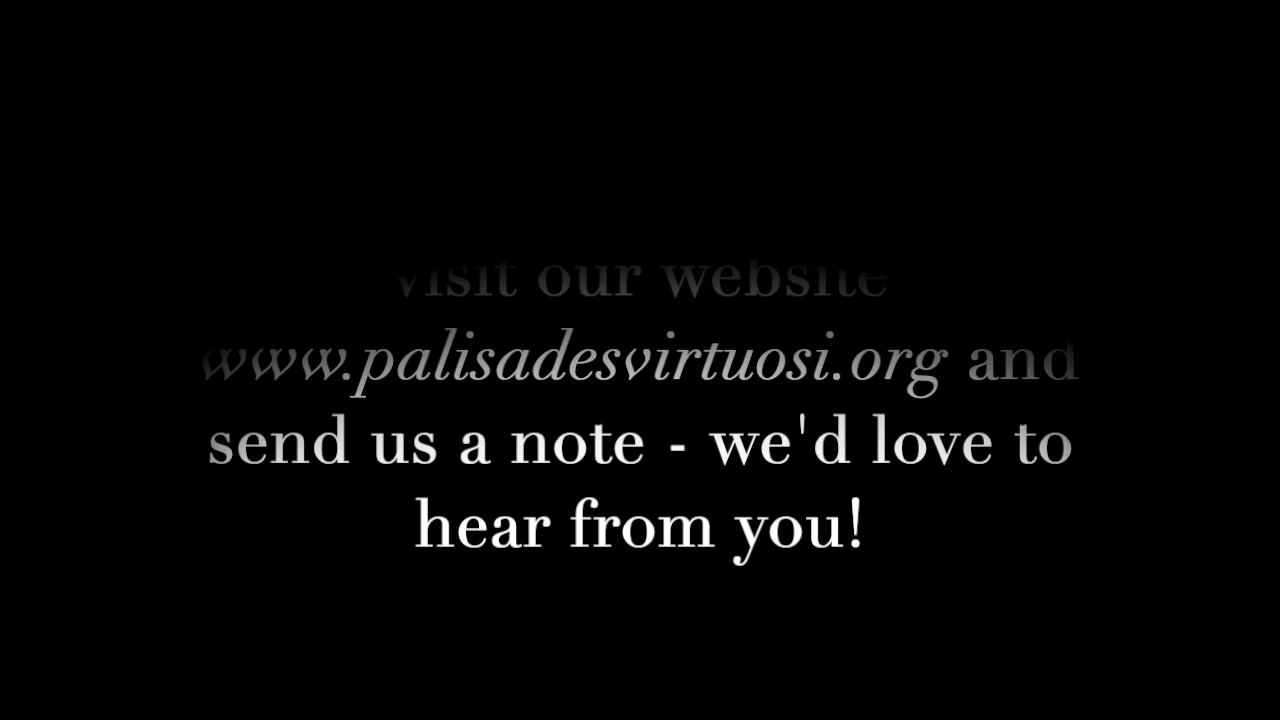 visit our website
www.palisadesvirtuosi.org and
send us a note - we'd love to
hear from you!